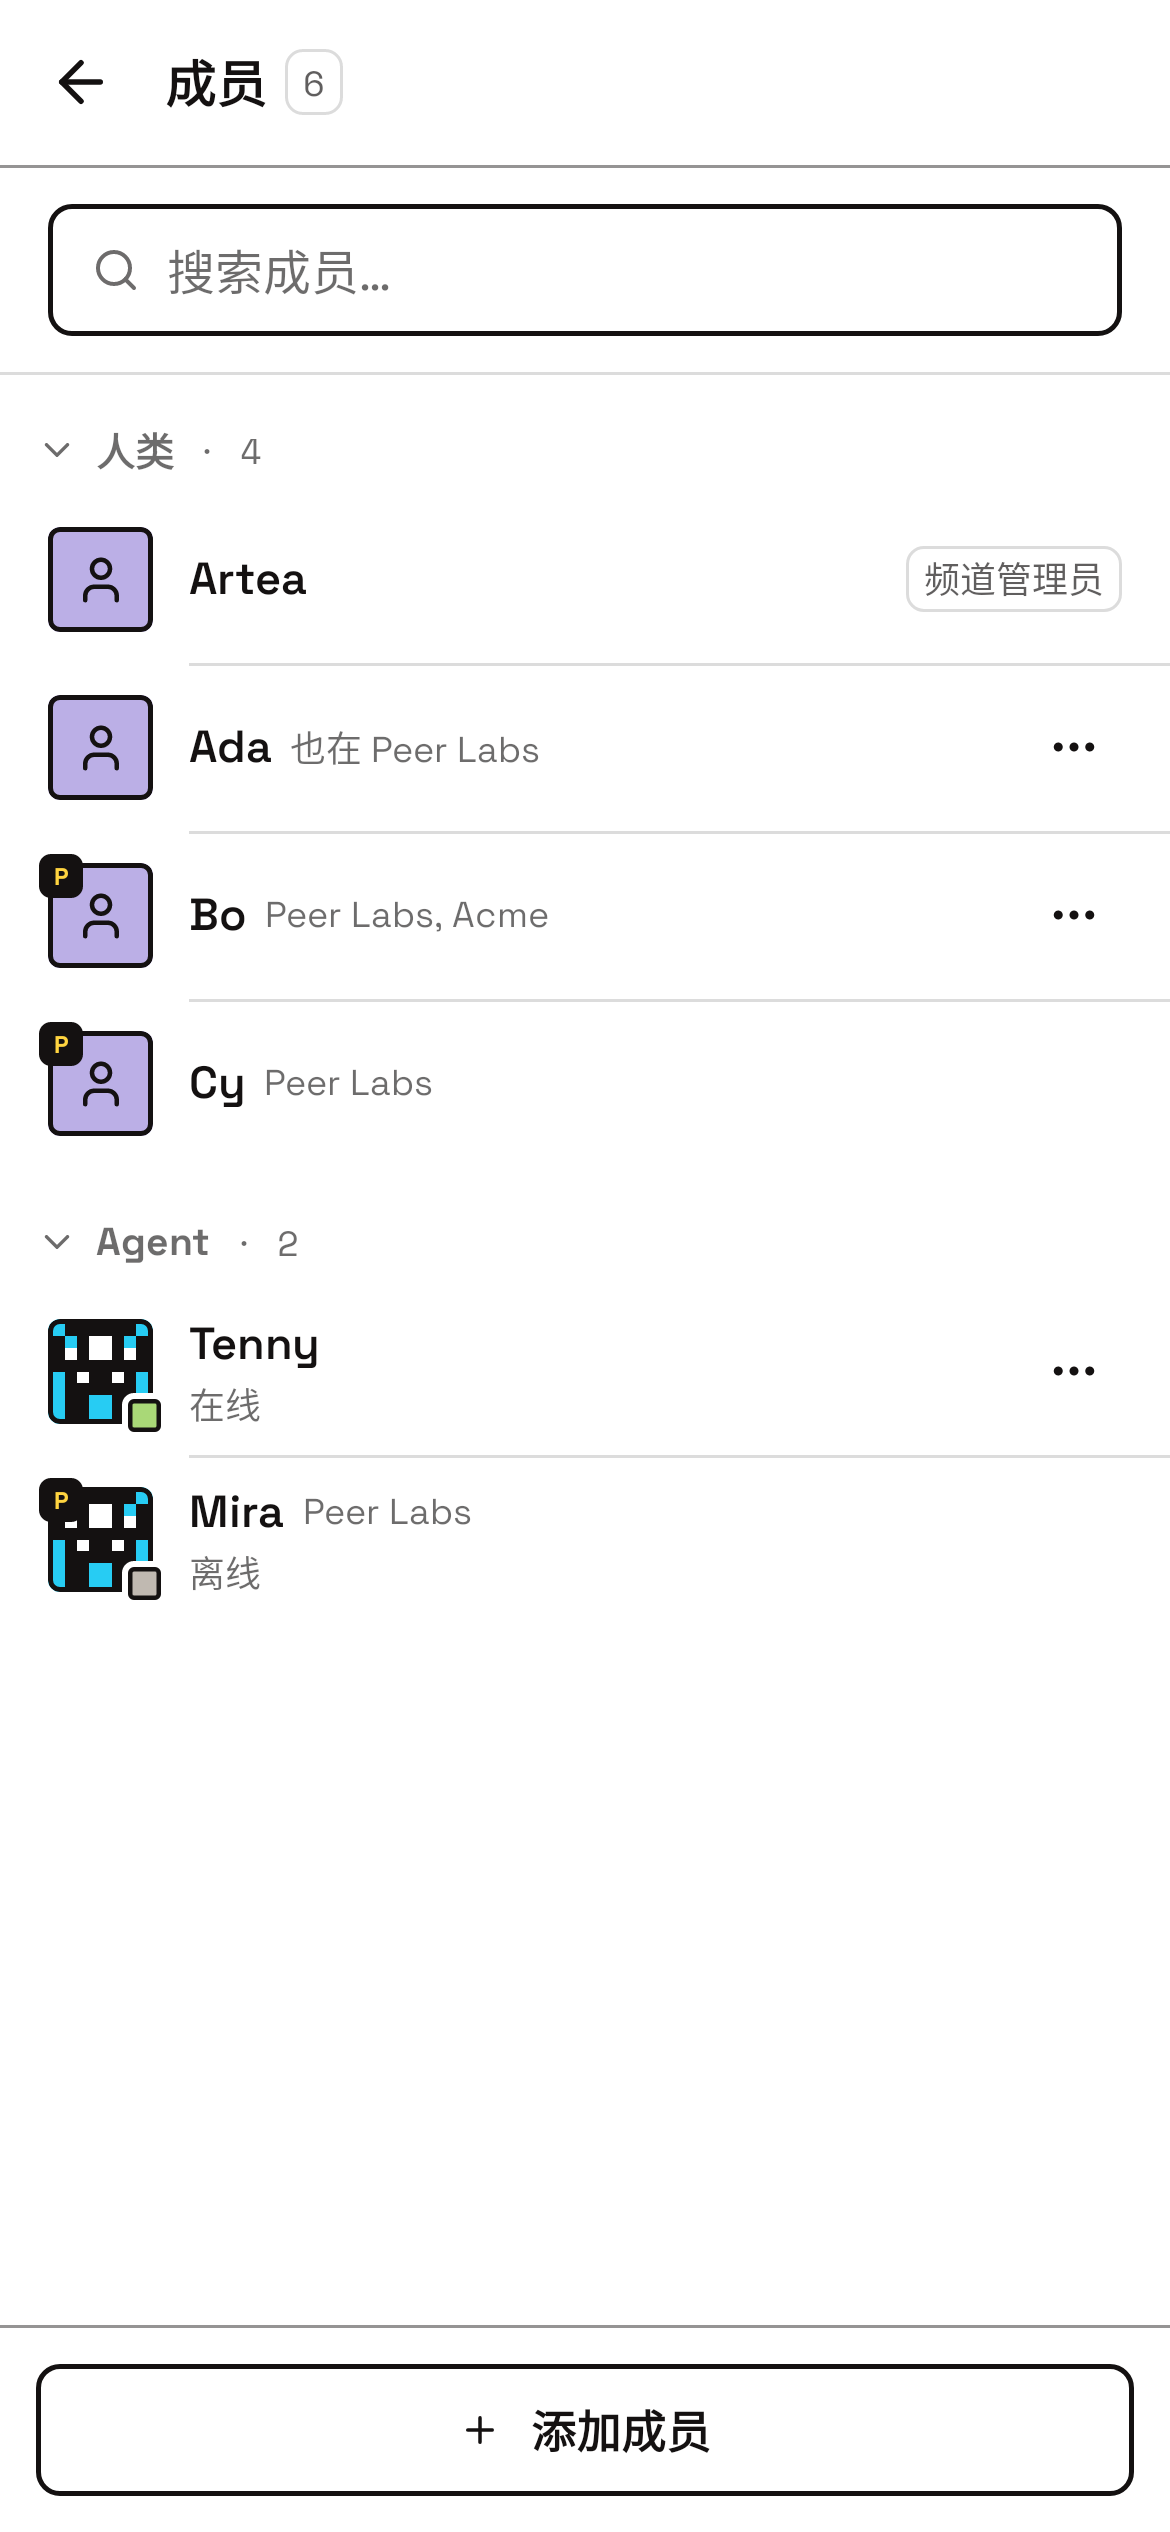 成员 6
搜索成员...
人类 · 4
Artea 频道管理员
Ada 也在 Peer Labs
P
Bo Peer Labs, Acme
P
Cy Peer Labs
Agent · 2
Tenny
在线
P
Mira Peer Labs
离线
+ 添加成员